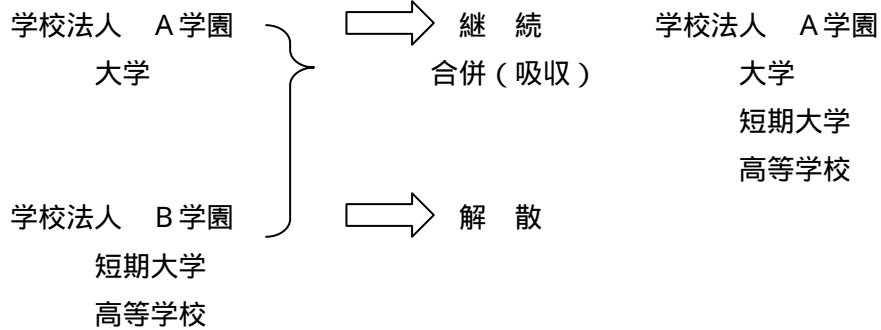 学校法人　Ａ学園　継　続　学校法人　Ａ学園
大学　合併（吸収）　大学
短期大学
高等学校
学校法人　Ｂ学園　解　散
短期大学
高等学校